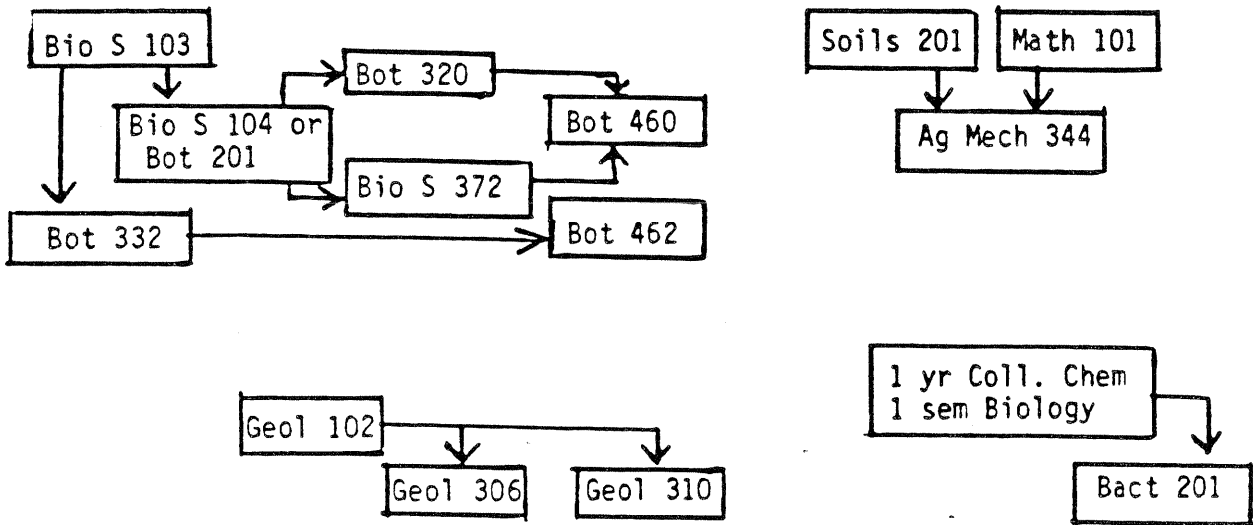 Bio S 103
Bio S 104 or
Bot 201
Bot 332
Bot 320
Bio S 372
Bot 460
Bot 462
Soils 201
Math 101
Ag Mech 344
Geol 102
Geol 306
Geol 310
1 yr Coll. Chem
1 sem Biology
Bact 201